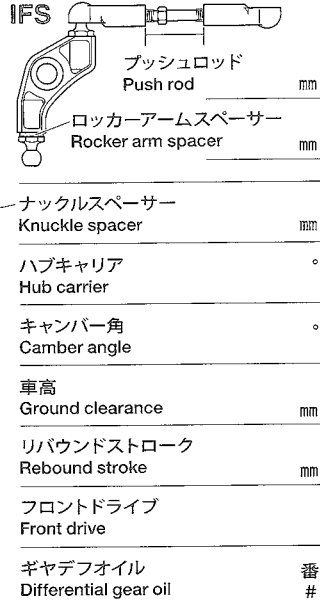 IFS
プッシュロッド
Push rod mm
ロッカーアームスペーサー
Rocker arm spacer mm
ナックルスペーサー
Knuckle spacer mm
ハブキャリア °
Hub carrier
キャンバー角 °
Camber angle
車高
Ground clearance mm
リバウンドストローク
Rebound stroke mm
フロントドライブ
Front drive
ギヤデフオイル 番
Differential gear oil #